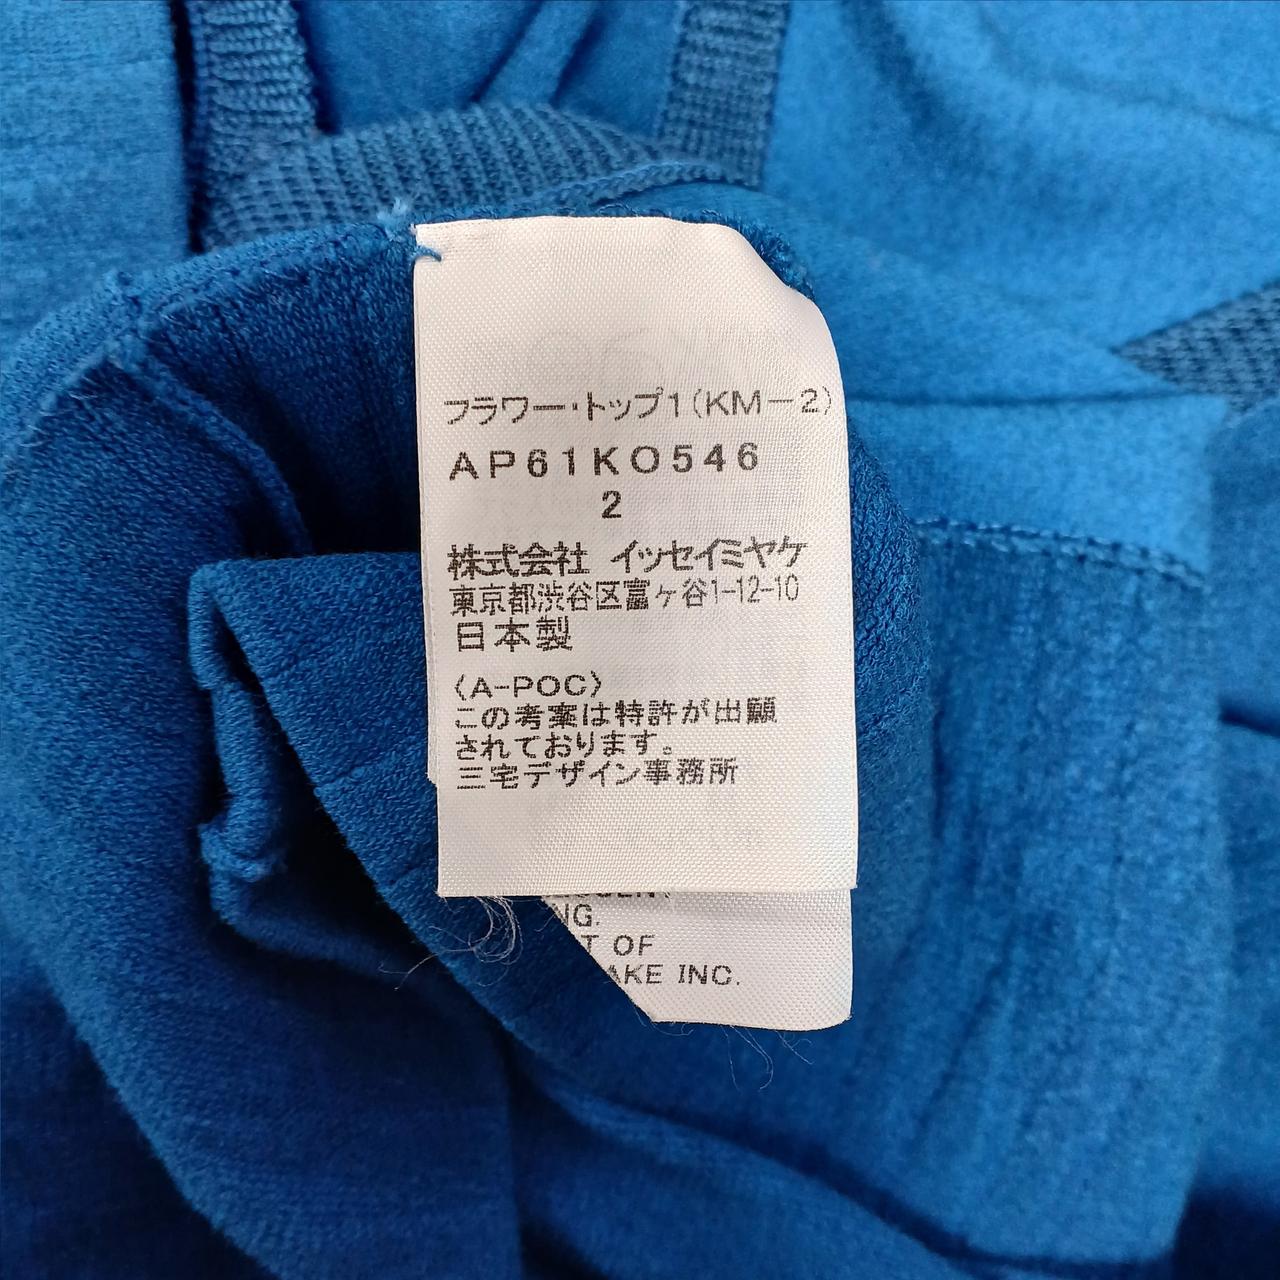 フラワー・トップ1(KM-2)
AP61KO546
2
株式会社 イッセイミヤケ
東京都渋谷区富ヶ谷1-12-10
日本製
〈A-POC〉
この考案は特許が出願
されております。
三宅デザイン事務所
OF
INC.